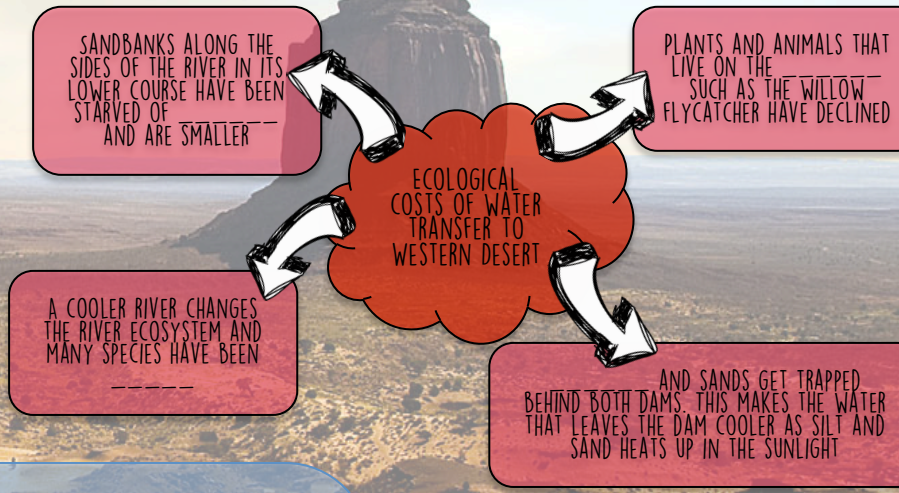 SANDBANKS ALONG THE
SIDES OF THE RIVER IN ITS
LOWER COURSE HAVE BEEN
STARVED OF _ _ _ _ _ _ _
AND ARE SMALLER
PLANTS AND ANIMALS THAT
LIVE ON THE _ _ _ _ _ _ _
SUCH AS THE WILLOW
FLYCATCHER HAVE DECLINED
ECOLOGICAL
COSTS OF WATER
TRANSFER TO
WESTERN DESERT
A COOLER RIVER CHANGES
THE RIVER ECOSYSTEM AND
MANY SPECIES HAVE BEEN
_ _ _ _ _
_ _ _ _ _ _ AND SANDS GET TRAPPED
BEHIND BOTH DAMS. THIS MAKES THE WATER
THAT LEAVES THE DAM COOLER AS SILT AND
SAND HEATS UP IN THE SUNLIGHT